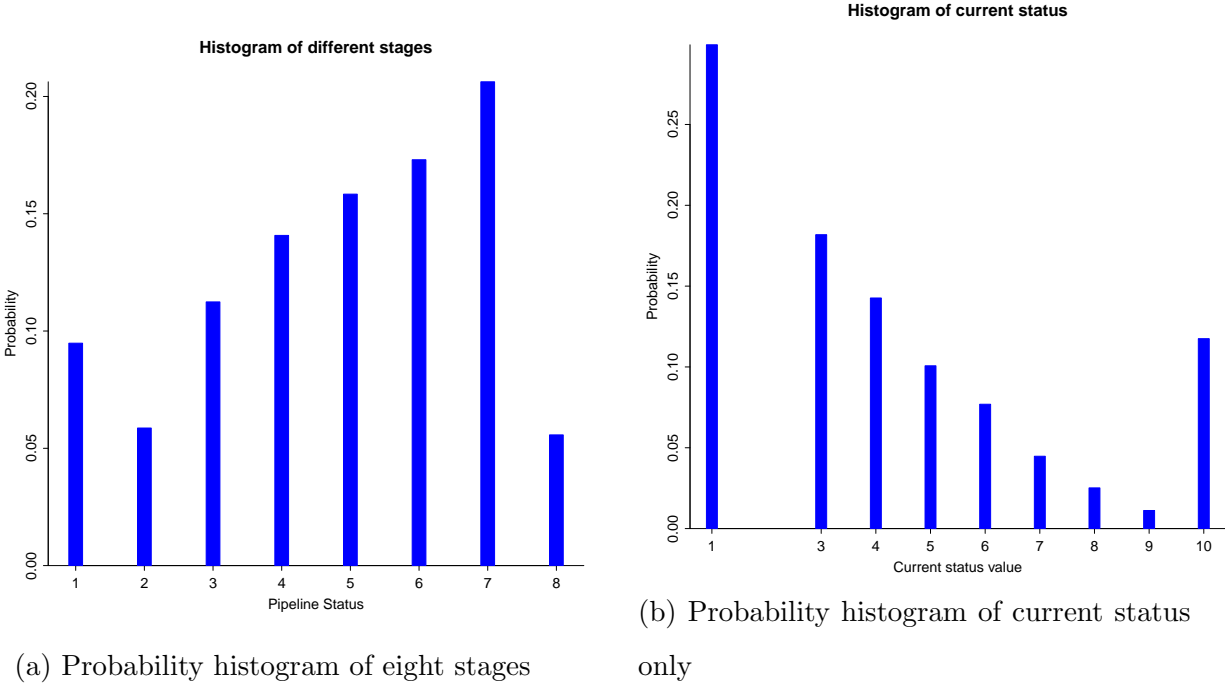 Histogram of different stages
Probability
0.00
0.05
0.10
0.15
0.20
1 2 3 4 5 6 7 8
Pipeline Status
(a) Probability histogram of eight stages
Histogram of current status
Probability
0.00
0.05
0.10
0.15
0.20
0.25
1 3 4 5 6 7 8 9 10
Current status value
(b) Probability histogram of current status
only